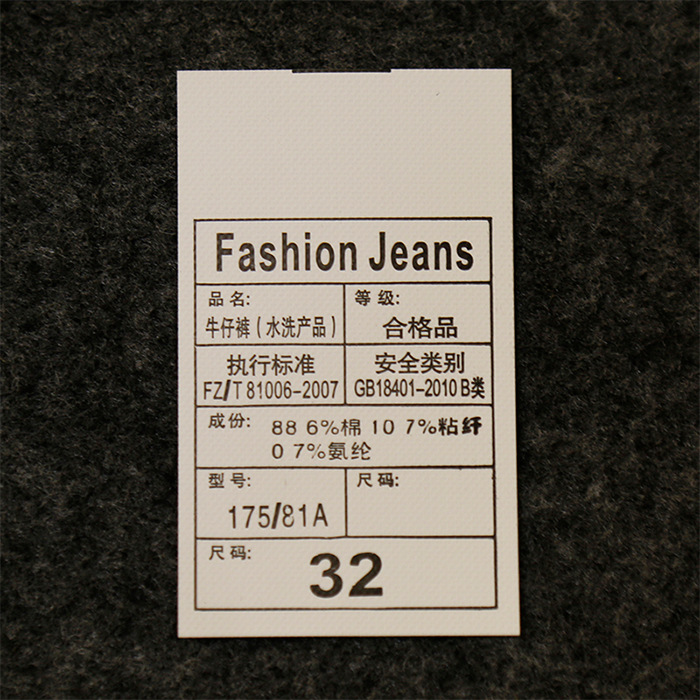 Fashion Jeans
品名: 等级:
牛仔裤（水洗产品） 合格品
执行标准 安全类别
FZ/T 81006-2007 GB18401-2010 B类
成份: 88 6%棉 10 7%粘纤
0 7%氨纶
型号: 尺码:
175/81A
尺码:
32